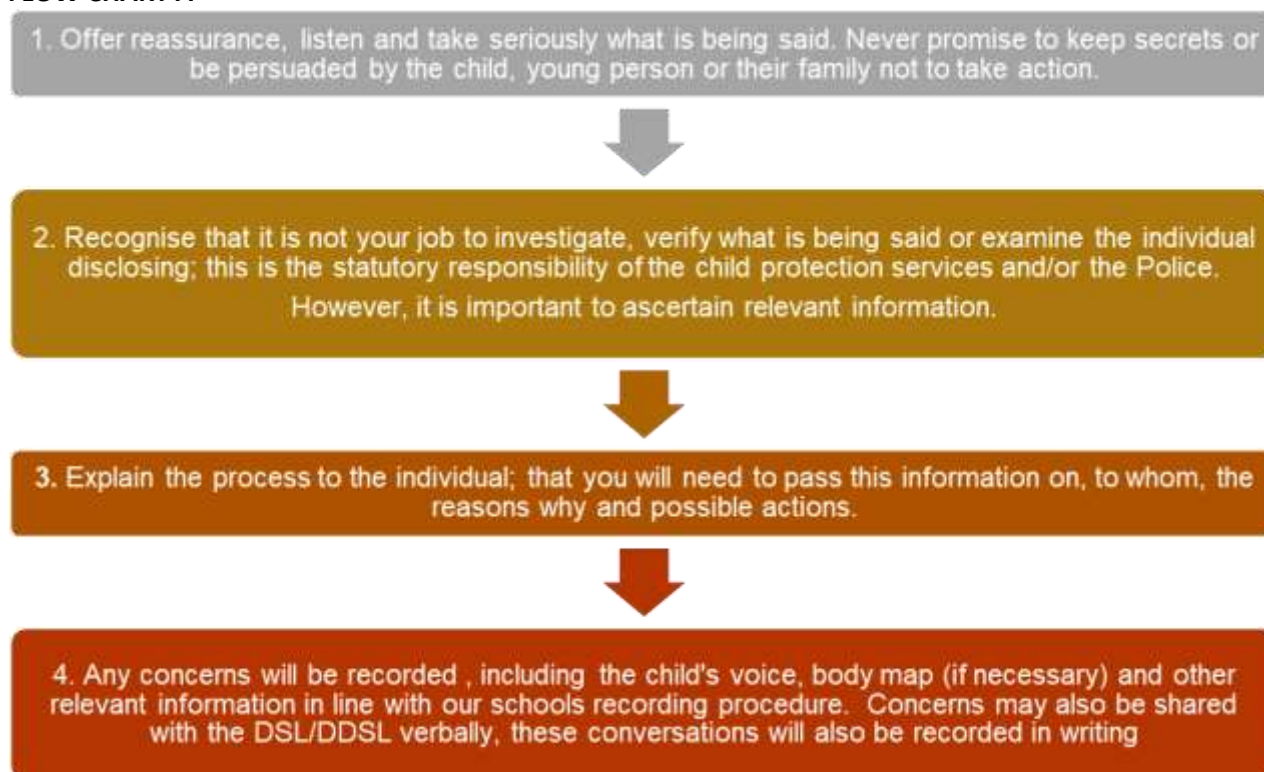 1. Offer reassurance, listen and take seriously what is being said. Never promise to keep secrets or
be persuaded by the child, young person or their family not to take action.
2. Recognise that it is not your job to investigate, verify what is being said or examine the individual
disclosing; this is the statutory responsibility of the child protection services and/or the Police.
However, it is important to ascertain relevant information.
3. Explain the process to the individual; that you will need to pass this information on, to whom, the
reasons why and possible actions.
4. Any concerns will be recorded , including the child's voice, body map (if necessary) and other
relevant information in line with our schools recording procedure. Concerns may also be shared
with the DSL/DDSL verbally, these conversations will also be recorded in writing